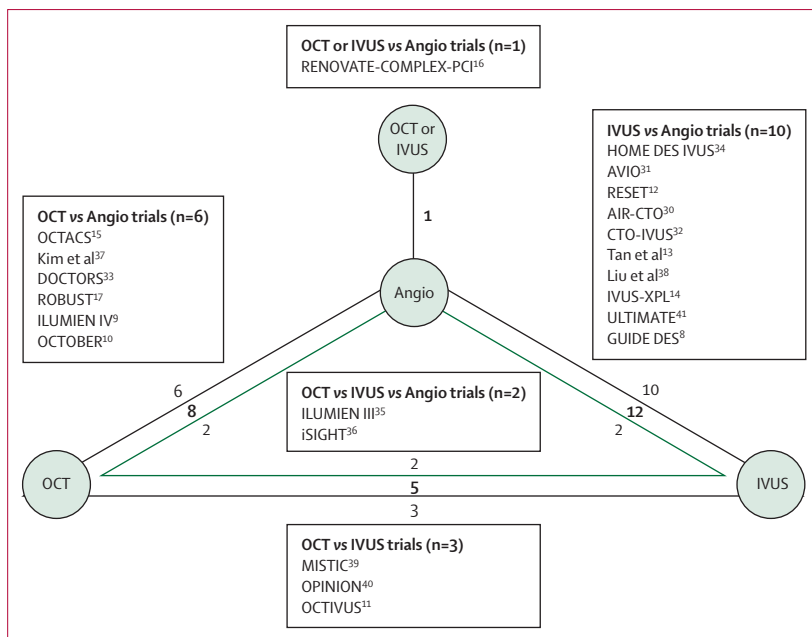 OCT or IVUS vs Angio trials (n=1)
RENOVATE-COMPLEX-PCI16
OCT or
IVUS
1
IVUS vs Angio trials (n=10)
HOME DES IVUS34
AVIO31
RESET12
AIR-CTO30
CTO-IVUS32
Tan et al13
Liu et al38
IVUS-XPL14
ULTIMATE41
GUIDE DES8
OCT vs Angio trials (n=6)
OCTACS15
Kim et al37
DOCTORS33
ROBUST17
ILUMIEN IV9
OCTOBER10
Angio
6
8
2
OCT vs IVUS vs Angio trials (n=2)
ILUMIEN III35
iSIGHT36
10
12
2
OCT
2
5
3
IVUS
OCT vs IVUS trials (n=3)
MISTIC39
OPINION40
OCTIVUS11